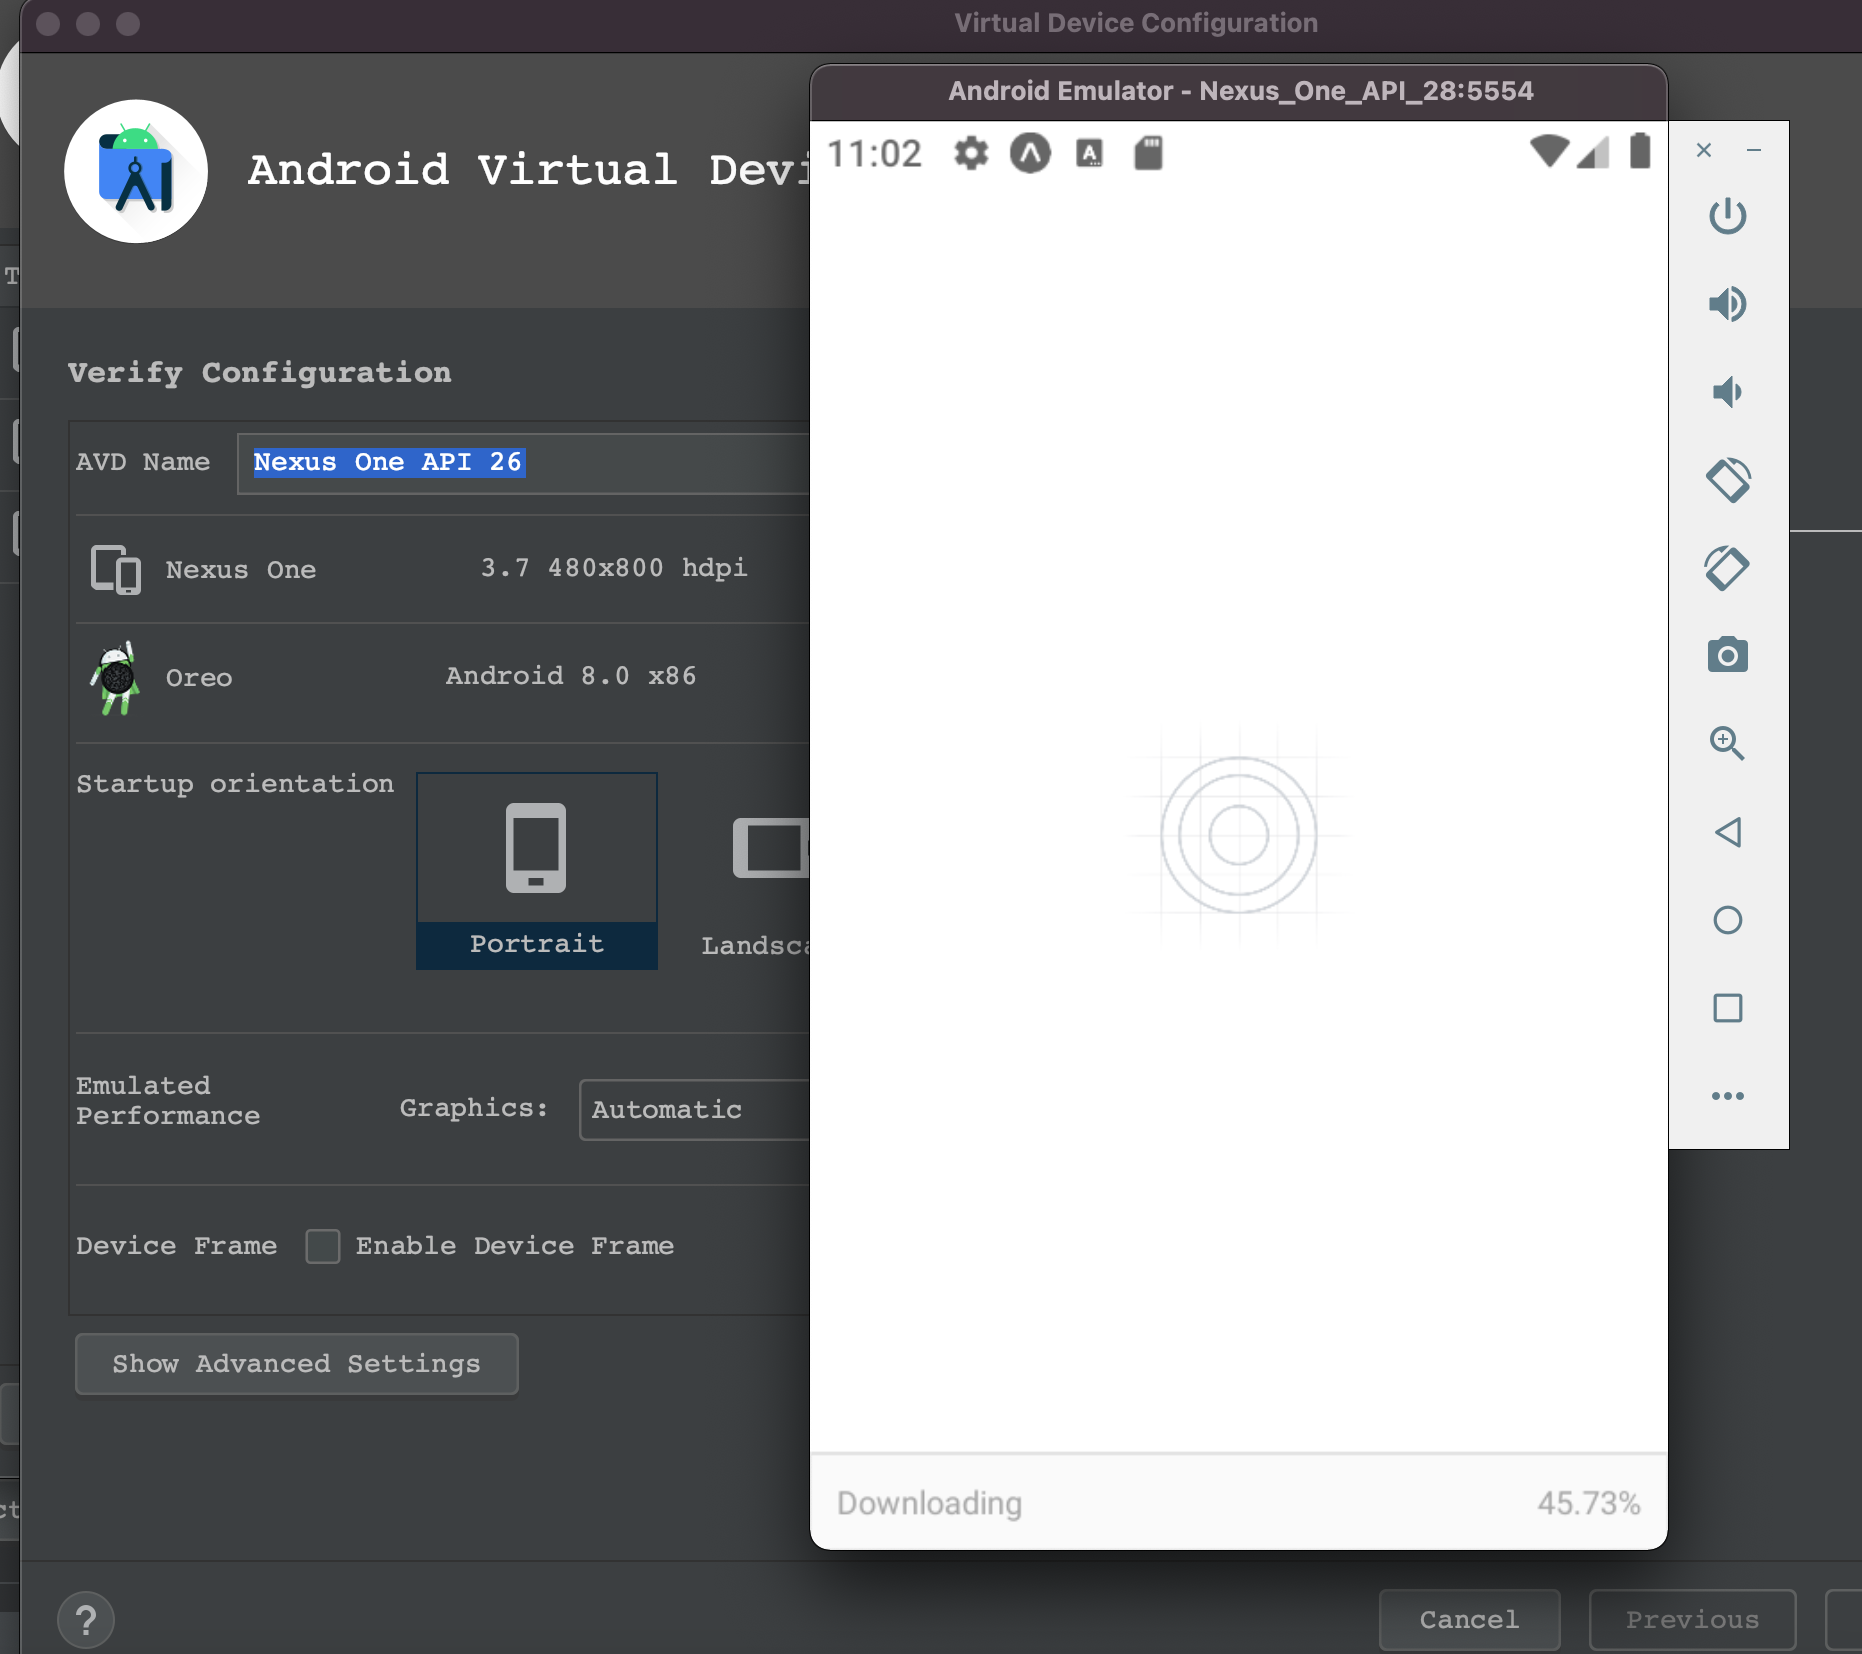 Virtual Device Configuration
Android Emulator - Nexus_One_API_28:5554
11:02
A
Android Virtual Devi
T
Verify Configuration
AVD Name
Nexus One API 26
Nexus One
3.7 480x800 hdpi
Oreo
Android 8.0 x86
Startup orientation
Portrait
Landsca
Emulated
Performance
Graphics:
Automatic
Device Frame
Enable Device Frame
Show Advanced Settings
Downloading
45.73%
ct
?
Cancel
Previous